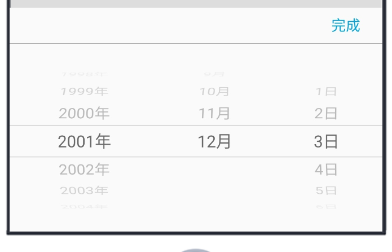 完成
1999年 10月 1日
2000年 11月 2日
2001年 12月 3日
2002年 4日
2003年 5日